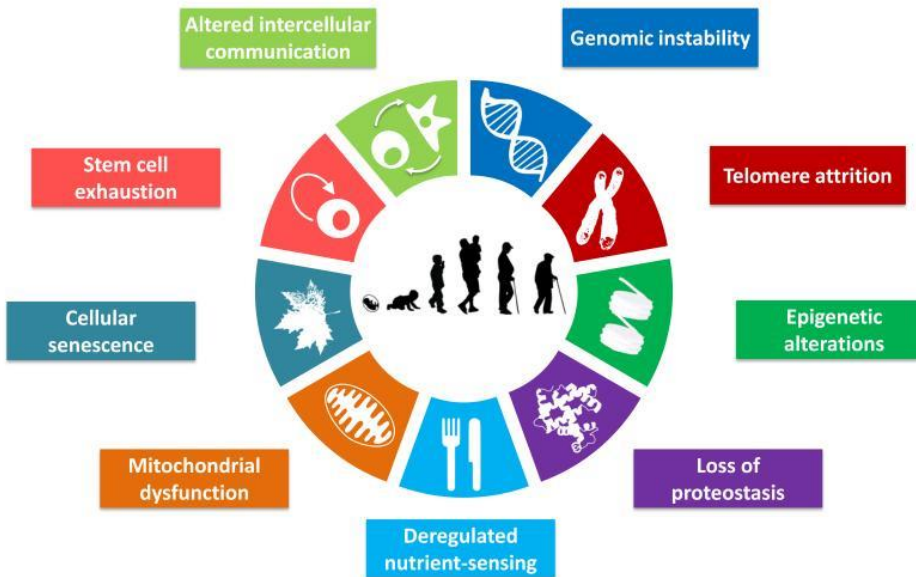 Altered intercellular
communication
Genomic instability
Stem cell
exhaustion
Telomere attrition
Cellular
senescence
Epigenetic
alterations
Mitochondrial
dysfunction
Loss of
proteostasis
Deregulated
nutrient-sensing